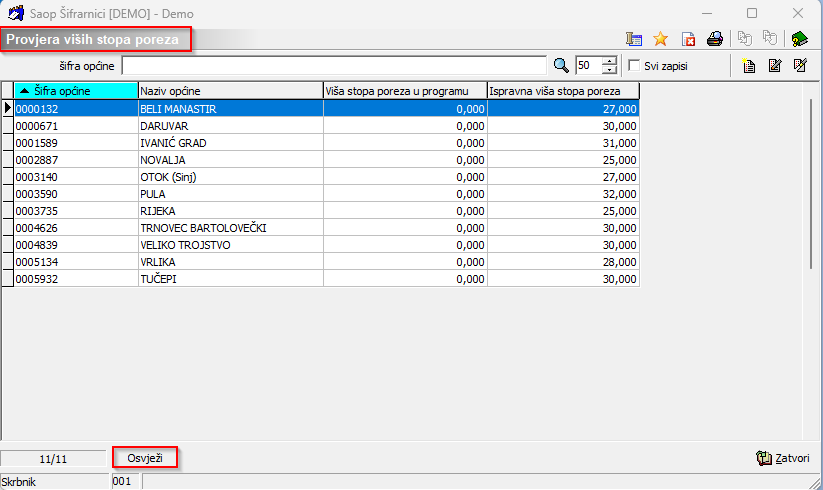 Saop Šifrarnici [DEMO] - Demo
Provjera viših stopa poreza
šifra općine 50 Svi zapisi
Šifra općine Naziv općine Viša stopa poreza u programu Ispravna viša stopa poreza
0000132 BELI MANASTIR 0,000 27,000
0000671 DARUVAR 0,000 30,000
0001589 IVANIĆ GRAD 0,000 31,000
0002887 NOVALJA 0,000 25,000
0003140 OTOK (Sinj) 0,000 27,000
0003590 PULA 0,000 32,000
0003735 RIJEKA 0,000 25,000
0004626 TRNOVEC BARTOLOVEČKI 0,000 30,000
0004839 VELIKO TROJSTVO 0,000 30,000
0005134 VRLIKA 0,000 28,000
0005932 TUČEPI 0,000 30,000
11/11 Osvježi Zatvori
Skrbnik 001